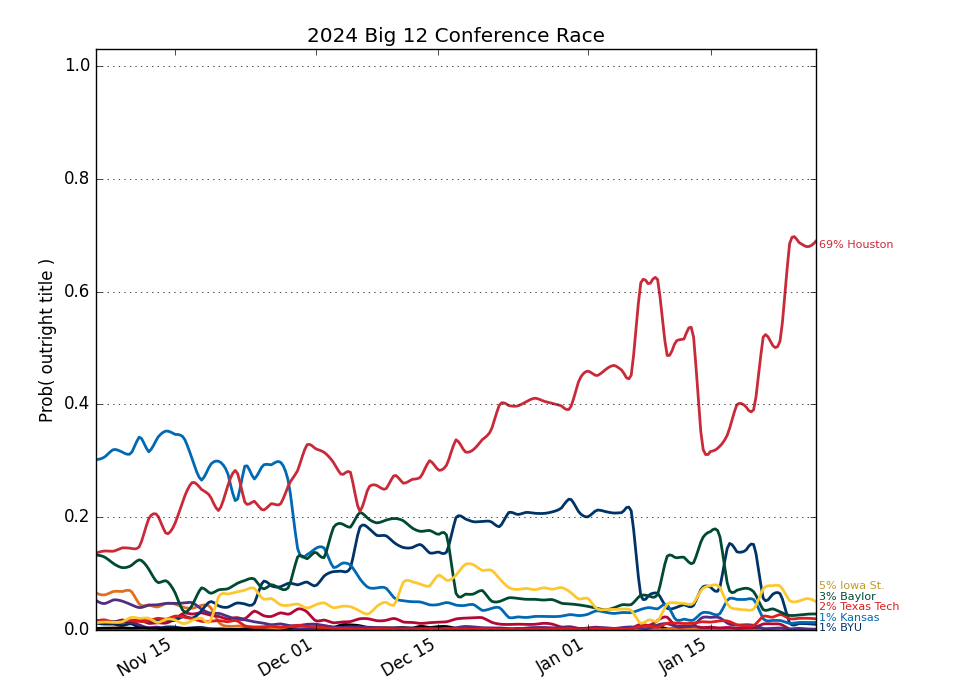 2024 Big 12 Conference Race
Prob( outright title )
1.0
0.8
0.6
0.4
0.2
0.0
Nov 15
Dec 01
Dec 15
Jan 01
Jan 15
69% Houston
5% Iowa St.
3% Baylor
2% Texas Tech
1% Kansas
1% BYU